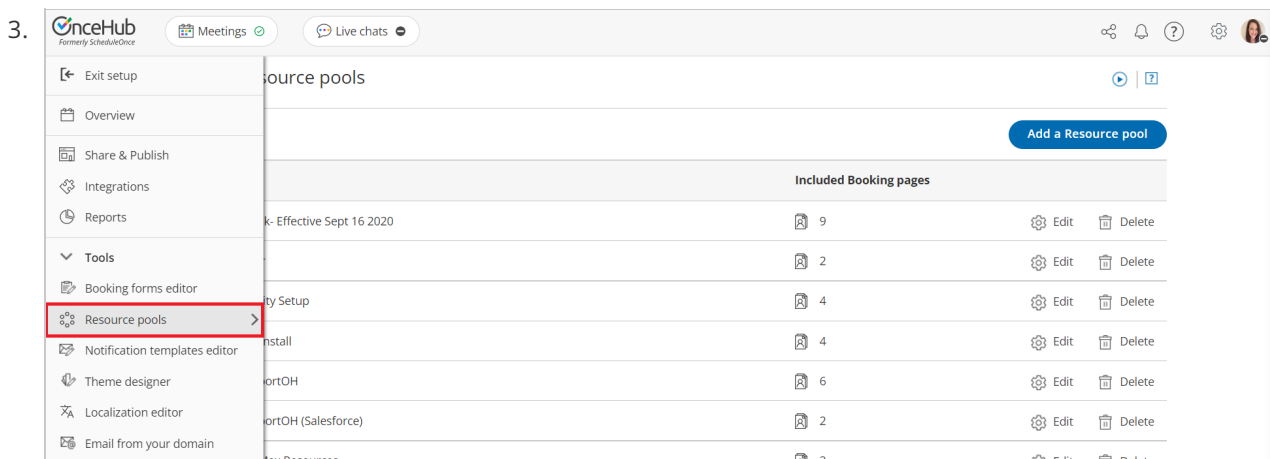 3.
OnceHub
Formerly ScheduleOnce
Meetings
Live chats
?
Exit setup
source pools
?
Overview
Add a Resource pool
Share & Publish
Integrations
Included Booking pages
Reports
k- Effective Sept 16 2020 9 Edit Delete
Tools
2 Edit Delete
Booking forms editor
ity Setup 4 Edit Delete
Resource pools
nstall 4 Edit Delete
Notification templates editor
Theme designer
ortOH 6 Edit Delete
Localization editor
ortOH (Salesforce) 2 Edit Delete
Email from your domain